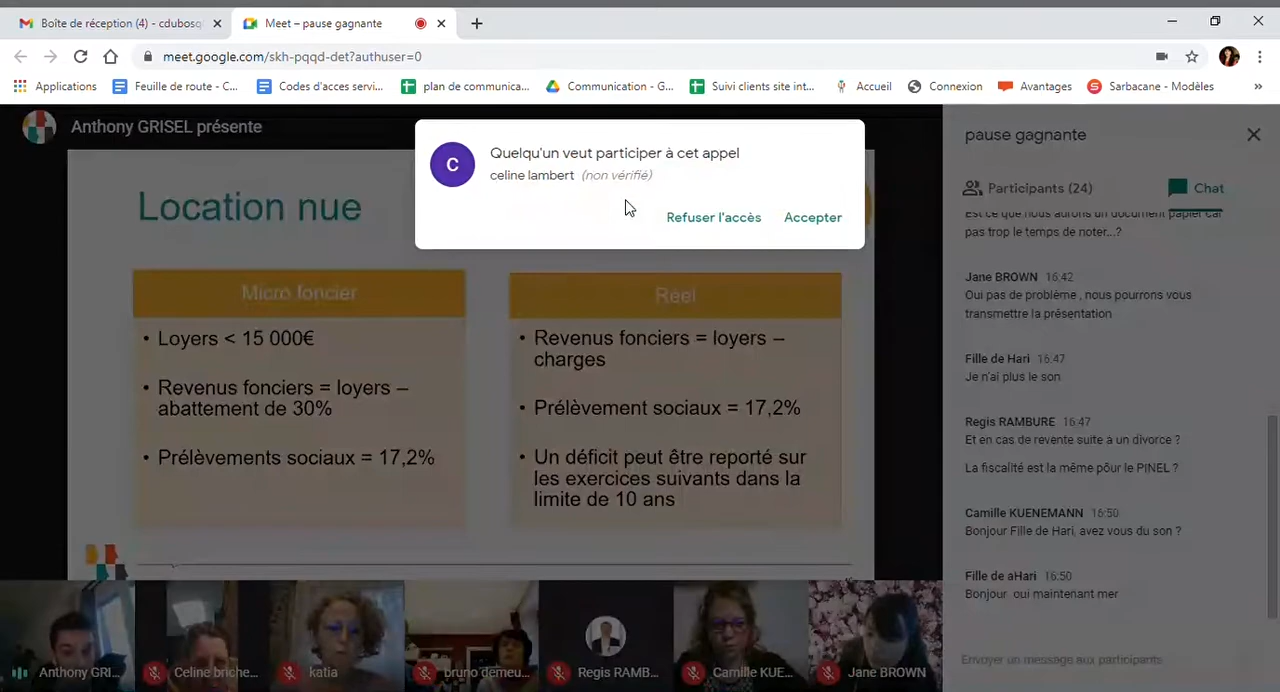 Boîte de réception (4) - cdubosq
Meet – pause gagnante
meet.google.com/skh-pqqd-det?authuser=0
Applications
Feuille de route - C...
Codes d'acces servi...
plan de communica...
Communication - G...
Suivi clients site int...
Connexion
Accueil
Avantages
Sarbacane - Modèles
Anthony GRISEL présente
C
Quelqu'un veut participer à cet appel
celine lambert (non vérifié)
Refuser l'accès
Accepter
Location nue
Micro foncier
• Loyers < 15 000€
• Revenus fonciers = loyers –
abattement de 30%
• Prélèvements sociaux = 17,2%
Réel
• Revenus fonciers = loyers –
charges
• Prélèvement sociaux = 17,2%
• Un déficit peut être reporté sur
les exercices suivants dans la
limite de 10 ans
pause gagnante
Participants (24)
Chat
Est ce que nous aurons un document papier car
pas trop le temps de noter...?
Jane BROWN 16:42
Oui pas de problème , nous pourrons vous
transmettre la présentation
Fille de Hari 16:47
Je n'ai plus le son
Regis RAMBURE 16:47
Et en cas de revente suite à un divorce ?
La fiscalité est la même pôur le PINEL ?
Camille KUENEMANN 16:50
Bonjour Fille de Hari, avez vous du son ?
Fille de aHari 16:50
Bonjour oui maintenant mer
Envoyer un message aux participants
Anthony GRI...
Celine briche...
katia
bruno demeu...
Regis RAMB...
Camille KUE...
Jane BROWN